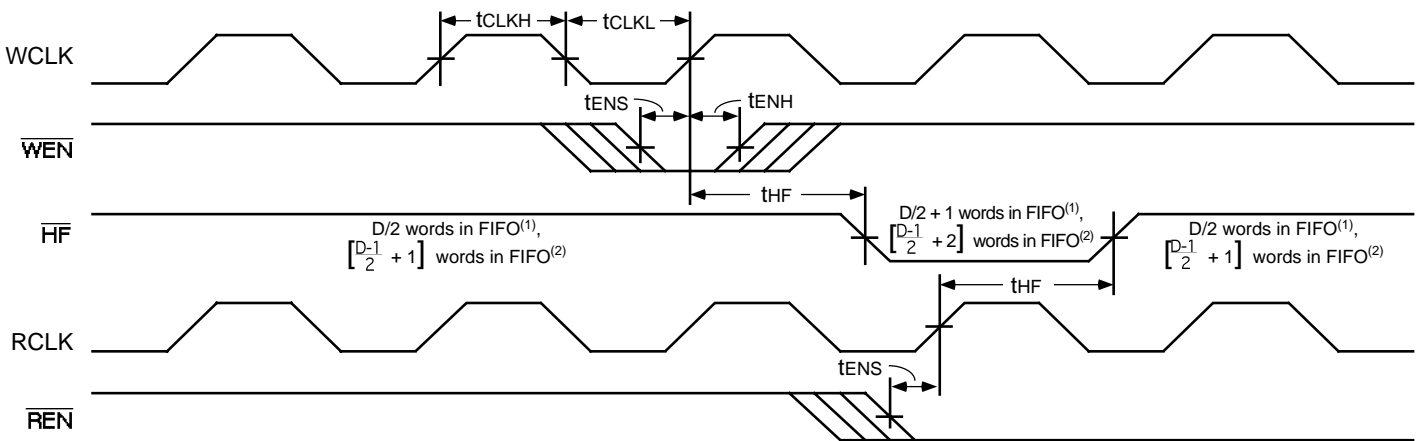 tCLKH
tCLKL
WCLK
tENS
tENH
WEN
tHF
HF
D/2 words in FIFO(1),
[D-1/2 + 1] words in FIFO(2)
D/2 + 1 words in FIFO(1),
[D-1/2 + 2] words in FIFO(2)
D/2 words in FIFO(1),
[D-1/2 + 1] words in FIFO(2)
tHF
RCLK
tENS
REN